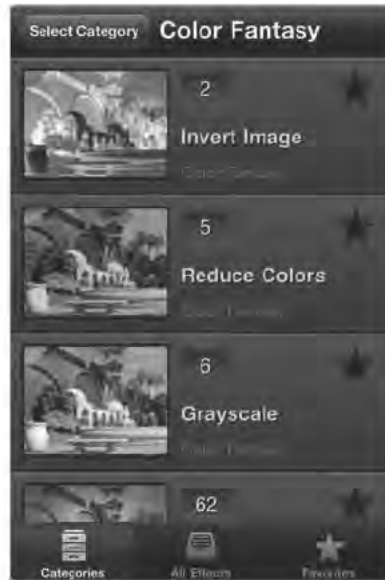 Select Category
Color Fantasy
2
Invert Image
5
Reduce Colors
6
Grayscale
62
Categories
All Effects
Favorites